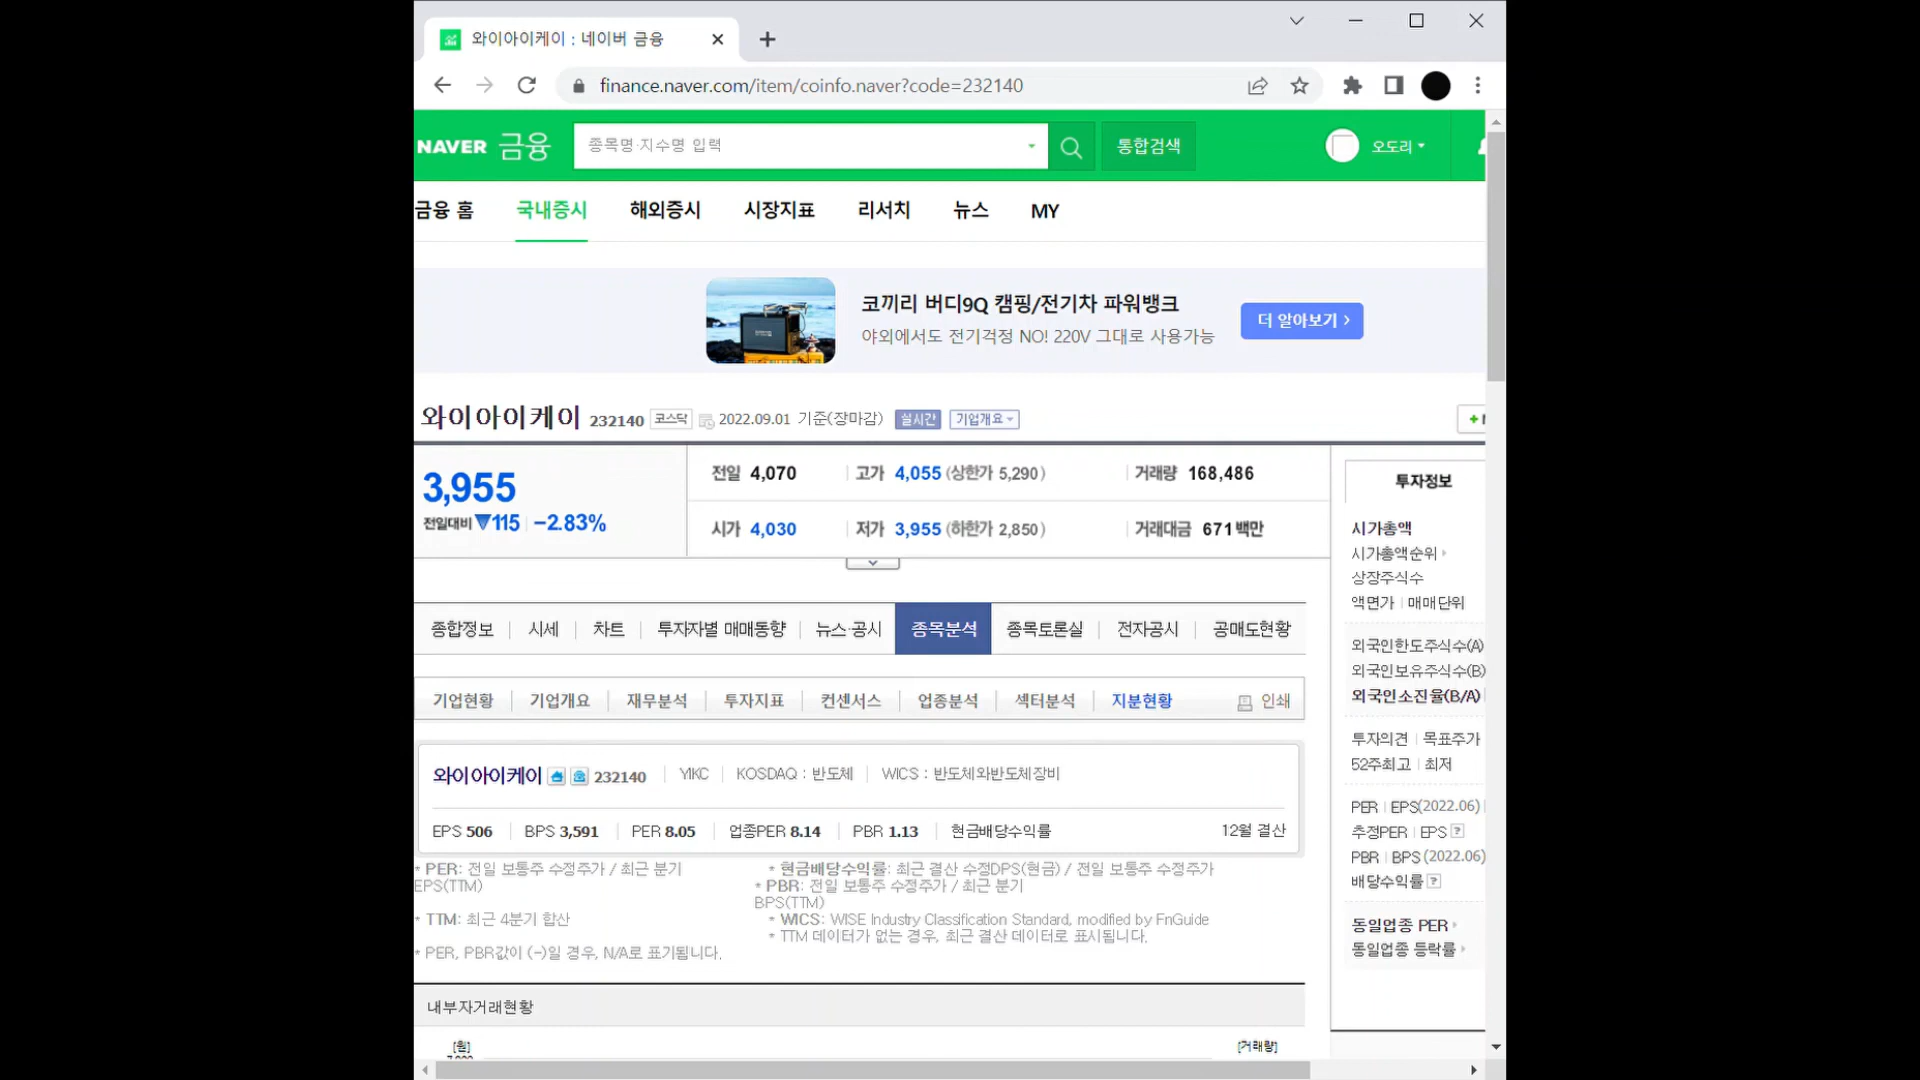 와이아이케이 : 네이버 금융
finance.naver.com/item/coinfo.naver?code=232140
NAVER 금융
종목명·지수명 입력
통합검색
오도리
금융 홈 국내증시 해외증시 시장지표 리서치 뉴스 MY
코끼리 버디9Q 캠핑/전기차 파워뱅크
야외에서도 전기걱정 NO! 220V 그대로 사용가능
더 알아보기
와이아이케이 232140 코스닥 2022.09.01 기준(장마감) 실시간 기업개요
3,955
전일대비 ▼115 -2.83%
전일 4,070 고가 4,055 (상한가 5,290) 거래량 168,486
시가 4,030 저가 3,955 (하한가 2,850) 거래대금 671 백만
투자정보
시가총액
시가총액순위
상장주식수
액면가 | 매매단위
외국인한도주식수(A)
외국인보유주식수(B)
외국인소진율(B/A)
투자의견 | 목표주가
52주최고 | 최저
PER | EPS(2022.06)
추정PER | EPS ?
PBR | BPS (2022.06)
배당수익률 ?
동일업종 PER
동일업종 등락률
종합정보 시세 차트 투자자별 매매동향 뉴스·공시 종목분석 종목토론실 전자공시 공매도현황
기업현황 기업개요 재무분석 투자지표 컨센서스 업종분석 섹터분석 지분현황 인쇄
와이아이케이 232140 YIKC KOSDAQ : 반도체 WICS : 반도체와반도체장비
EPS 506 BPS 3,591 PER 8.05 업종PER 8.14 PBR 1.13 현금배당수익률 12월 결산
* PER: 전일 보통주 수정주가 / 최근 분기
EPS(TTM)
* 현금배당수익률: 최근 결산 수정DPS(현금) / 전일 보통주 수정주가
* PBR: 전일 보통주 수정주가 / 최근 분기
BPS(TTM)
* TTM: 최근 4분기 합산
* WICS: WISE Industry Classification Standard, modified by FnGuide
* TTM 데이터가 없는 경우, 최근 결산 데이터로 표시됩니다.
* PER, PBR값이 (-)일 경우, N/A로 표기됩니다.
내부자거래현황
[원] [거래량]